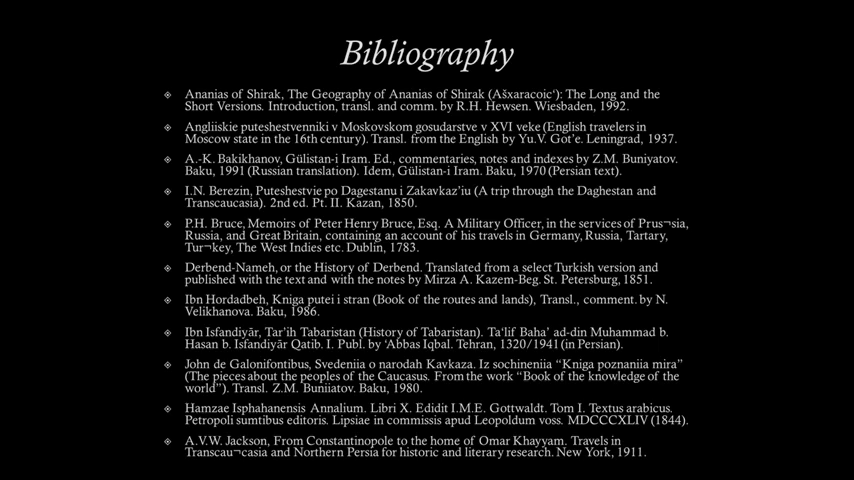 Bibliography
Ananias of Shirak, The Geography of Ananias of Shirak (Ašxaracoic‘): The Long and the
Short Versions. Introduction, transl. and comm. by R.H. Hewsen. Wiesbaden, 1992.
Angliiskie puteshestvenniki v Moskovskom gosudarstve v XVI veke (English travelers in
Moscow state in the 16th century). Transl. from the English by Yu.V. Got’e. Leningrad, 1937.
A.-K. Bakikhanov, Gülistan-i Iram. Ed., commentaries, notes and indexes by Z.M. Buniyatov.
Baku, 1991 (Russian translation). Idem, Gülistan-i Iram. Baku, 1970 (Persian text).
I.N. Berezin, Puteshestvie po Dagestanu i Zakavkaz’iu (A trip through the Daghestan and
Transcaucasia). 2nd ed. Pt. II. Kazan, 1850.
P.H. Bruce, Memoirs of Peter Henry Bruce, Esq. A Military Officer, in the services of Prus¬sia,
Russia, and Great Britain, containing an account of his travels in Germany, Russia, Tartary,
Tur¬key, The West Indies etc. Dublin, 1783.
Derbend-Nameh, or the History of Derbend. Translated from a select Turkish version and
published with the text and with the notes by Mirza A. Kazem-Beg. St. Petersburg, 1851.
Ibn Hordadbeh, Kniga putei i stran (Book of the routes and lands), Transl., comment. by N.
Velikhanova. Baku, 1986.
Ibn Isfandiyār, Tar’ih Tabaristan (History of Tabaristan). Ta‘lif Baha’ ad-din Muhammad b.
Hasan b. Isfandiyār Qatib. I. Publ. by ‘Abbas Iqbal. Tehran, 1320/1941 (in Persian).
John de Galonifontibus, Svedeniia o narodah Kavkaza. Iz sochineniia “Kniga poznaniia mira”
(The pieces about the peoples of the Caucasus. From the work “Book of the knowledge of the
world”). Transl. Z.M. Buniiatov. Baku, 1980.
Hamzae Isphahanensis Annalium. Libri X. Edidit I.M.E. Gottwaldt. Tom I. Textus arabicus.
Petropoli sumtibus editoris. Lipsiae in commissis apud Leopoldum voss. MDCCCXLIV (1844).
A.V.W. Jackson, From Constantinopole to the home of Omar Khayyam. Travels in
Transcau¬casia and Northern Persia for historic and literary research. New York, 1911.